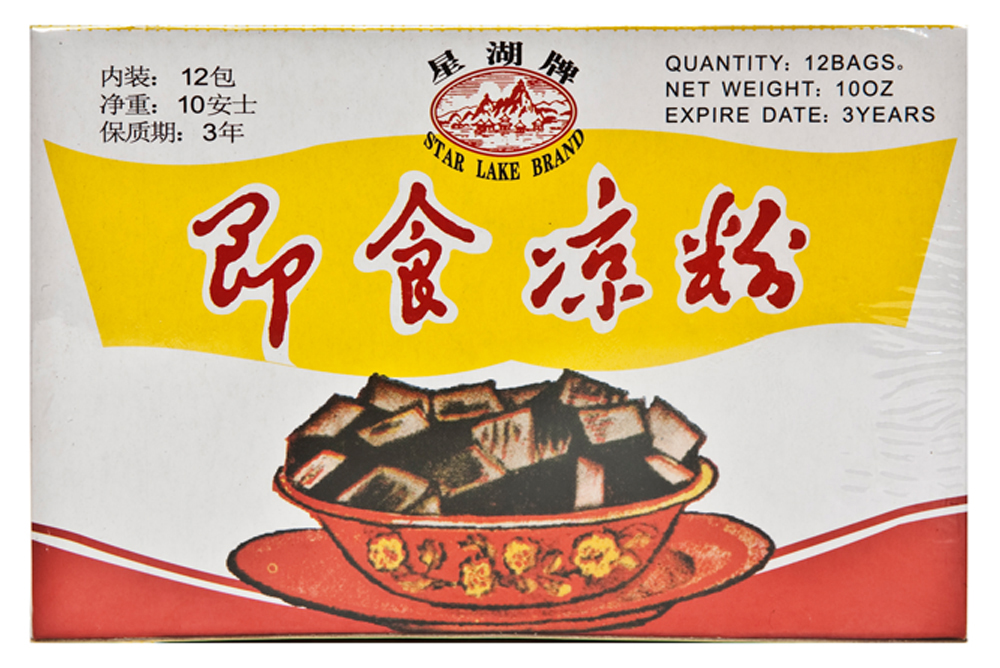 内装: 12包
净重: 10安士
保质期: 3年
星湖牌
STAR LAKE BRAND
QUANTITY: 12BAGS。
NET WEIGHT: 10OZ
EXPIRE DATE: 3YEARS
即食凉粉